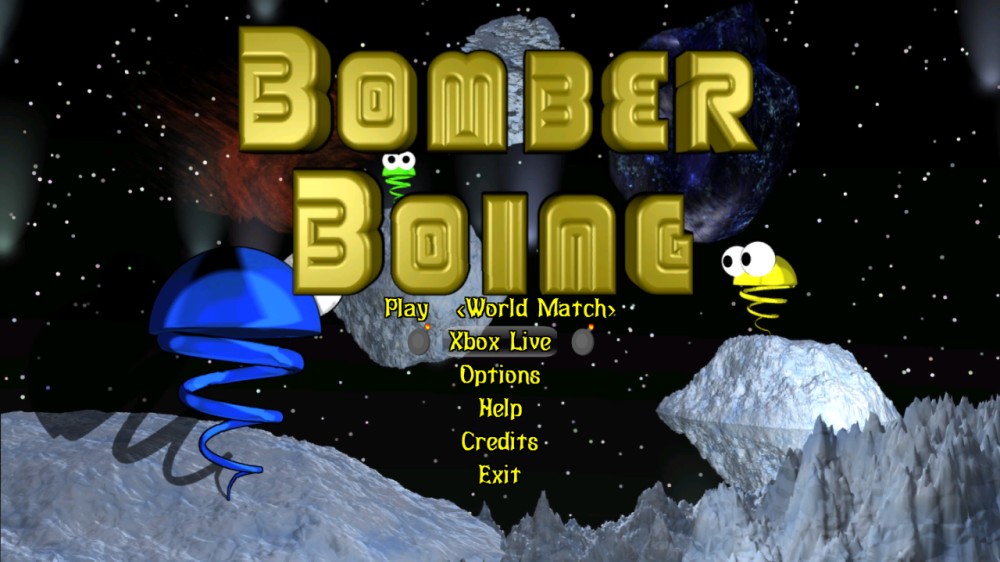 BOMBER
BOING
Play <World Match>
Xbox Live
Options
Help
Credits
Exit